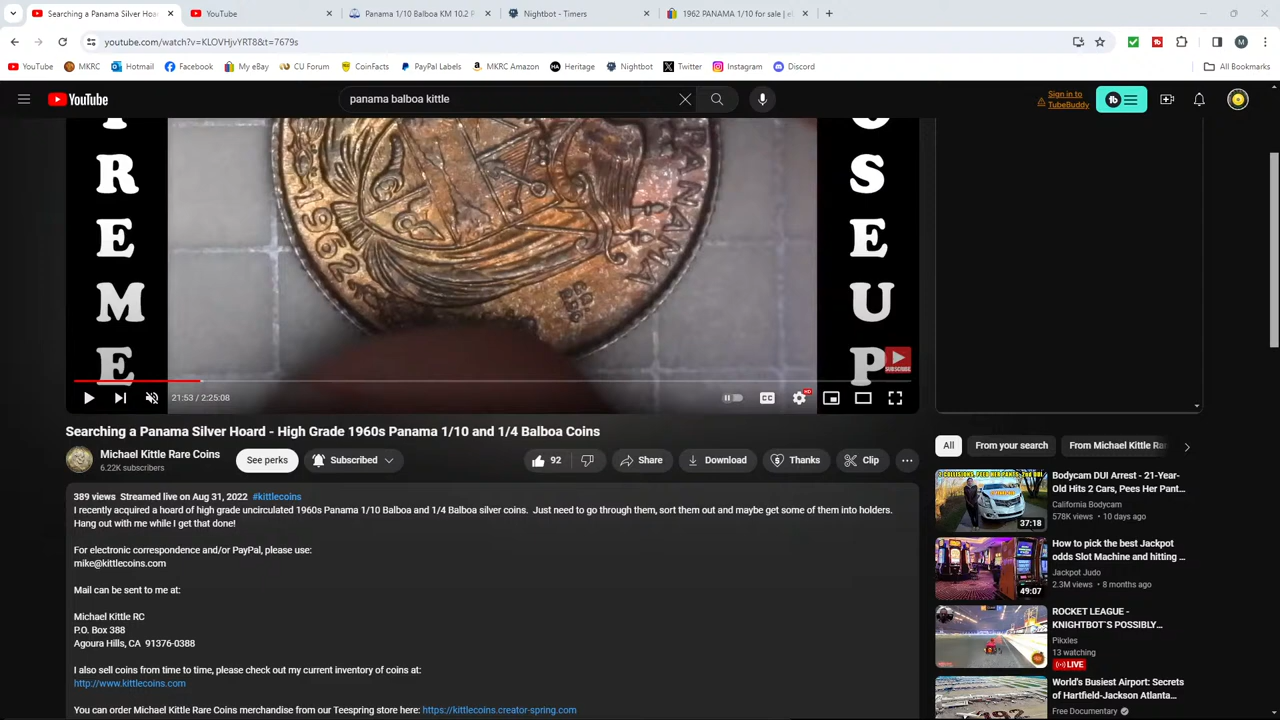 Searching a Panama Silver Hoa
YouTube
Panama 1/10 Balboa KM 10.2 P
Nightbot - Timers
1962 PANAMA 1/10 for sale | e
youtube.com/watch?v=KLOVHjvYRT8&t=7679s
M
YouTube MKRC Hotmail Facebook My eBay CU Forum CoinFacts PayPal Labels MKRC Amazon Heritage Nightbot Twitter Instagram Discord All Bookmarks
YouTube
panama balboa kittle
Sign in to
TubeBuddy
R
E
M
E
S
E
U
P
1962
PANAMA
SUBSCRIBE
21:53 / 2:25:08
CC
HD
Searching a Panama Silver Hoard - High Grade 1960s Panama 1/10 and 1/4 Balboa Coins
Michael Kittle Rare Coins
6.22K subscribers
See perks
Subscribed
92
Share
Download
Thanks
Clip
389 views Streamed live on Aug 31, 2022 #kittlecoins
I recently acquired a hoard of high grade uncirculated 1960s Panama 1/10 Balboa and 1/4 Balboa silver coins. Just need to go through them, sort them out and maybe get some of them into holders.
Hang out with me while I get that done!
For electronic correspondence and/or PayPal, please use:
mike@kittlecoins.com
Mail can be sent to me at:
Michael Kittle RC
P.O. Box 388
Agoura Hills, CA 91376-0388
I also sell coins from time to time, please check out my current inventory of coins at:
http://www.kittlecoins.com
You can order Michael Kittle Rare Coins merchandise from our Teespring store here: https://kittlecoins.creator-spring.com
All
From your search
From Michael Kittle Rar
Bodycam DUI Arrest - 21-Year-
Old Hits 2 Cars, Pees Her Pant...
California Bodycam
578K views • 10 days ago
37:18
How to pick the best Jackpot
odds Slot Machine and hitting ...
Jackpot Judo
2.3M views • 8 months ago
49:07
ROCKET LEAGUE -
KNIGHTBOT`S POSSIBLY...
Pikxles
13 watching
LIVE
World's Busiest Airport: Secrets
of Hartfield-Jackson Atlanta...
Free Documentary